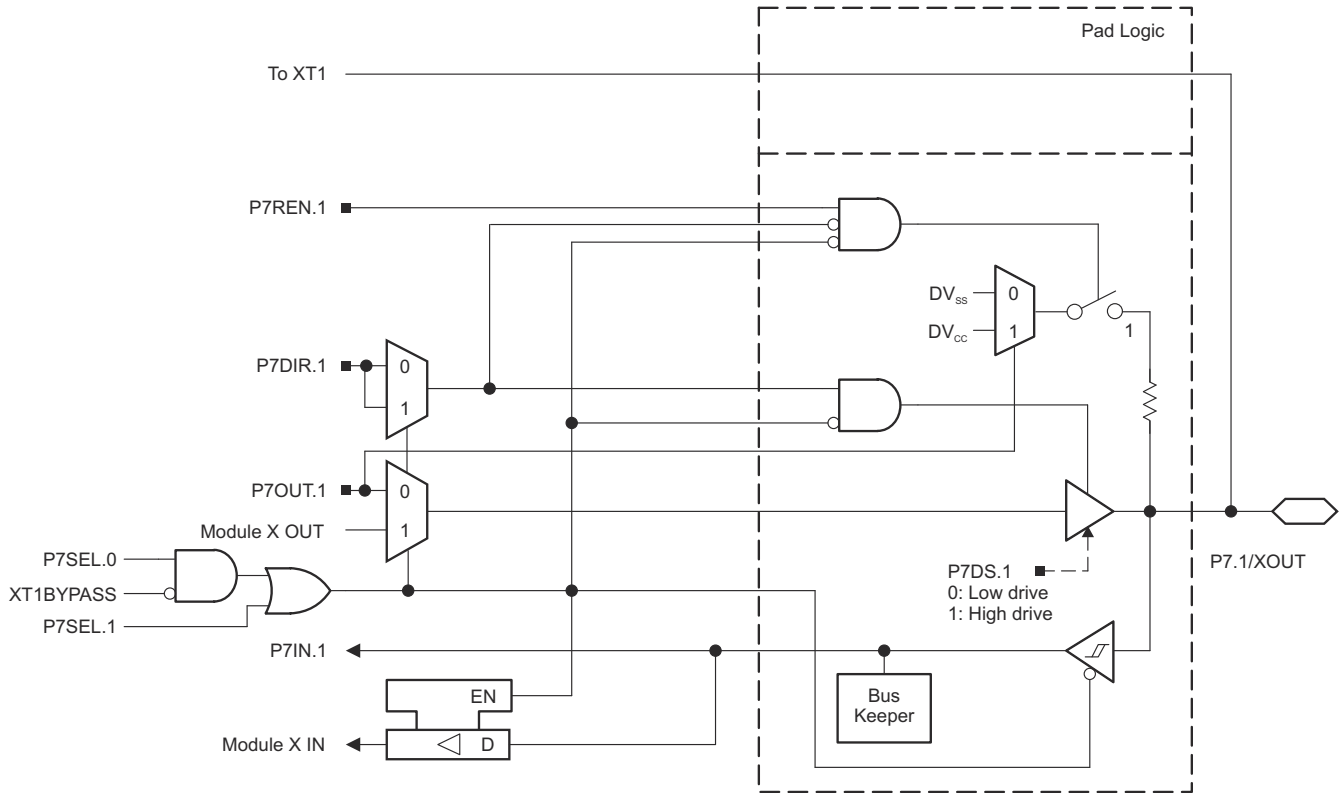 Pad Logic
To XT1
P7REN.1
DVSS
0
DVCC
1
1
P7DIR.1
0
1
P7OUT.1
0
Module X OUT
1
P7SEL.0
XT1BYPASS
P7SEL.1
P7DS.1
0: Low drive
1: High drive
P7.1/XOUT
P7IN.1
EN
Bus
Keeper
Module X IN
D